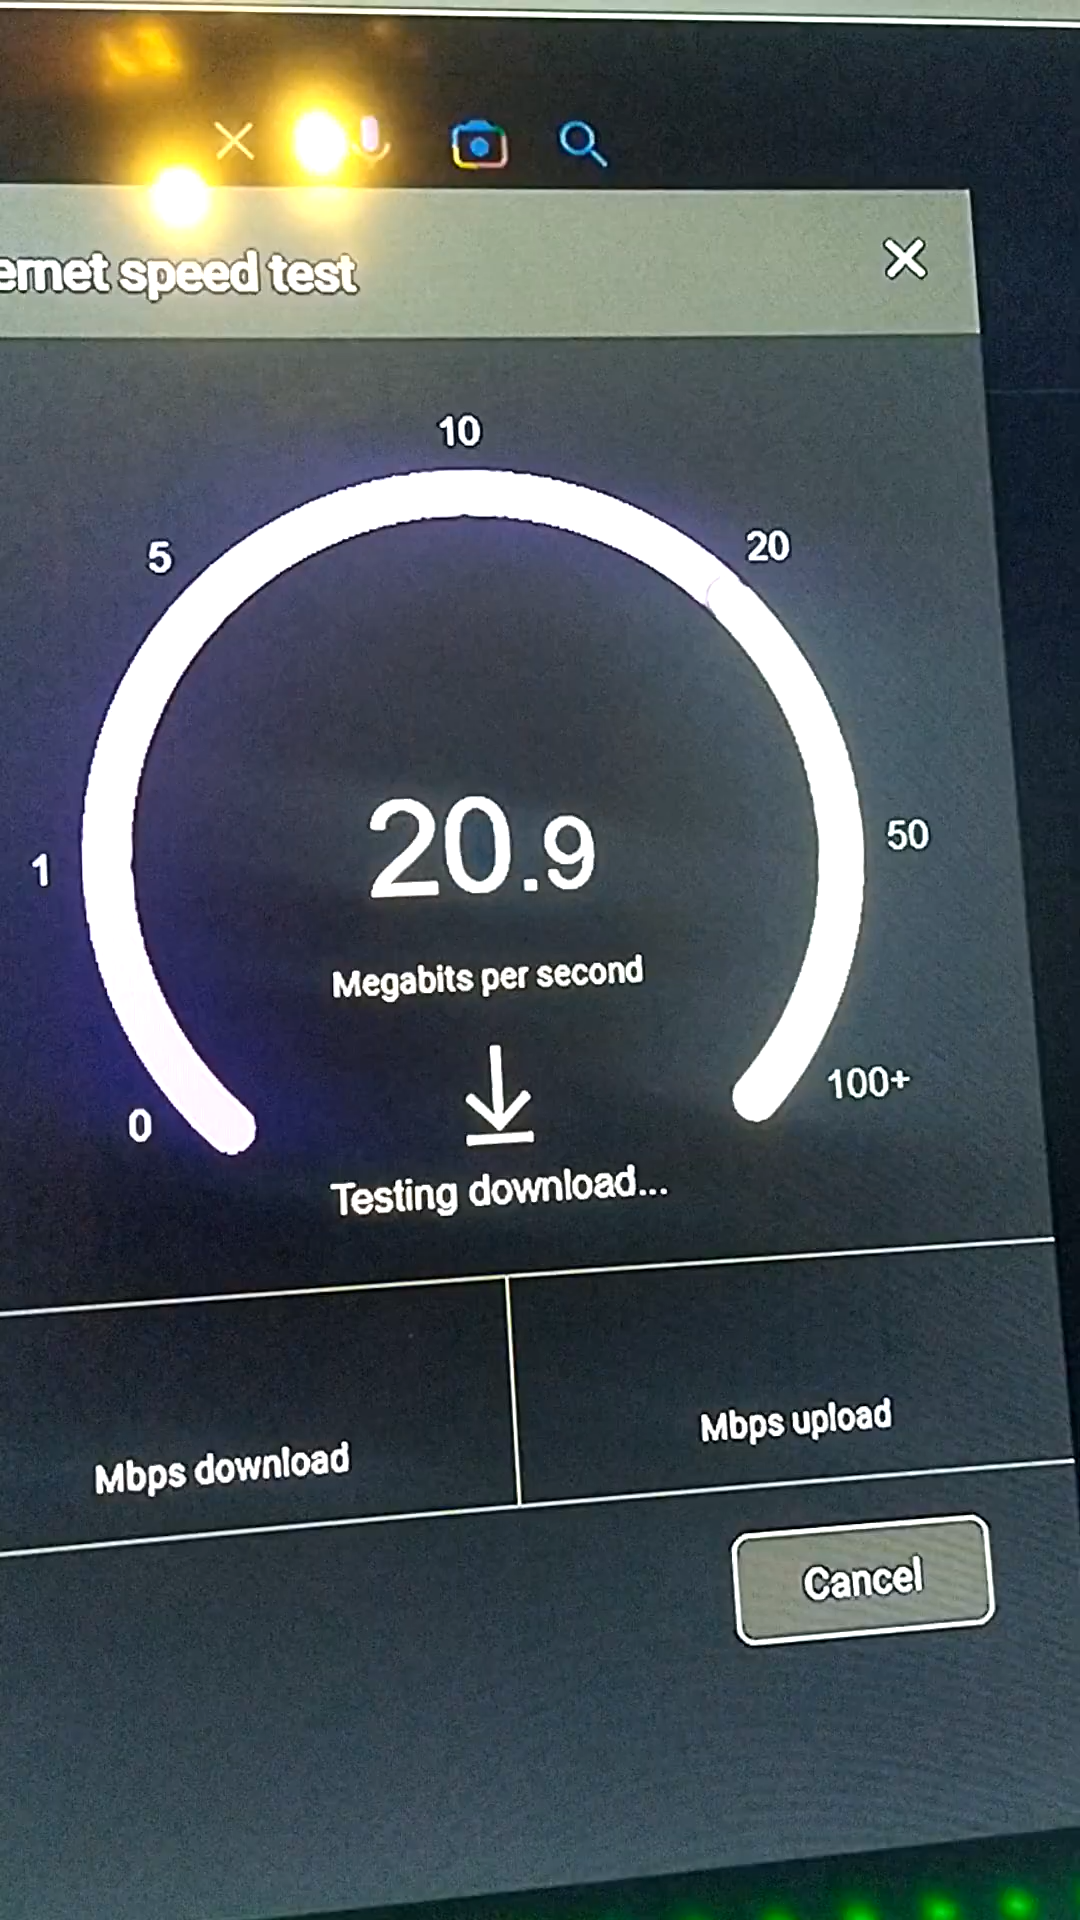 ernet speed test
10
5
20
1
20.9
50
Megabits per second
0
100+
Testing download...
Mbps download
Mbps upload
Cancel